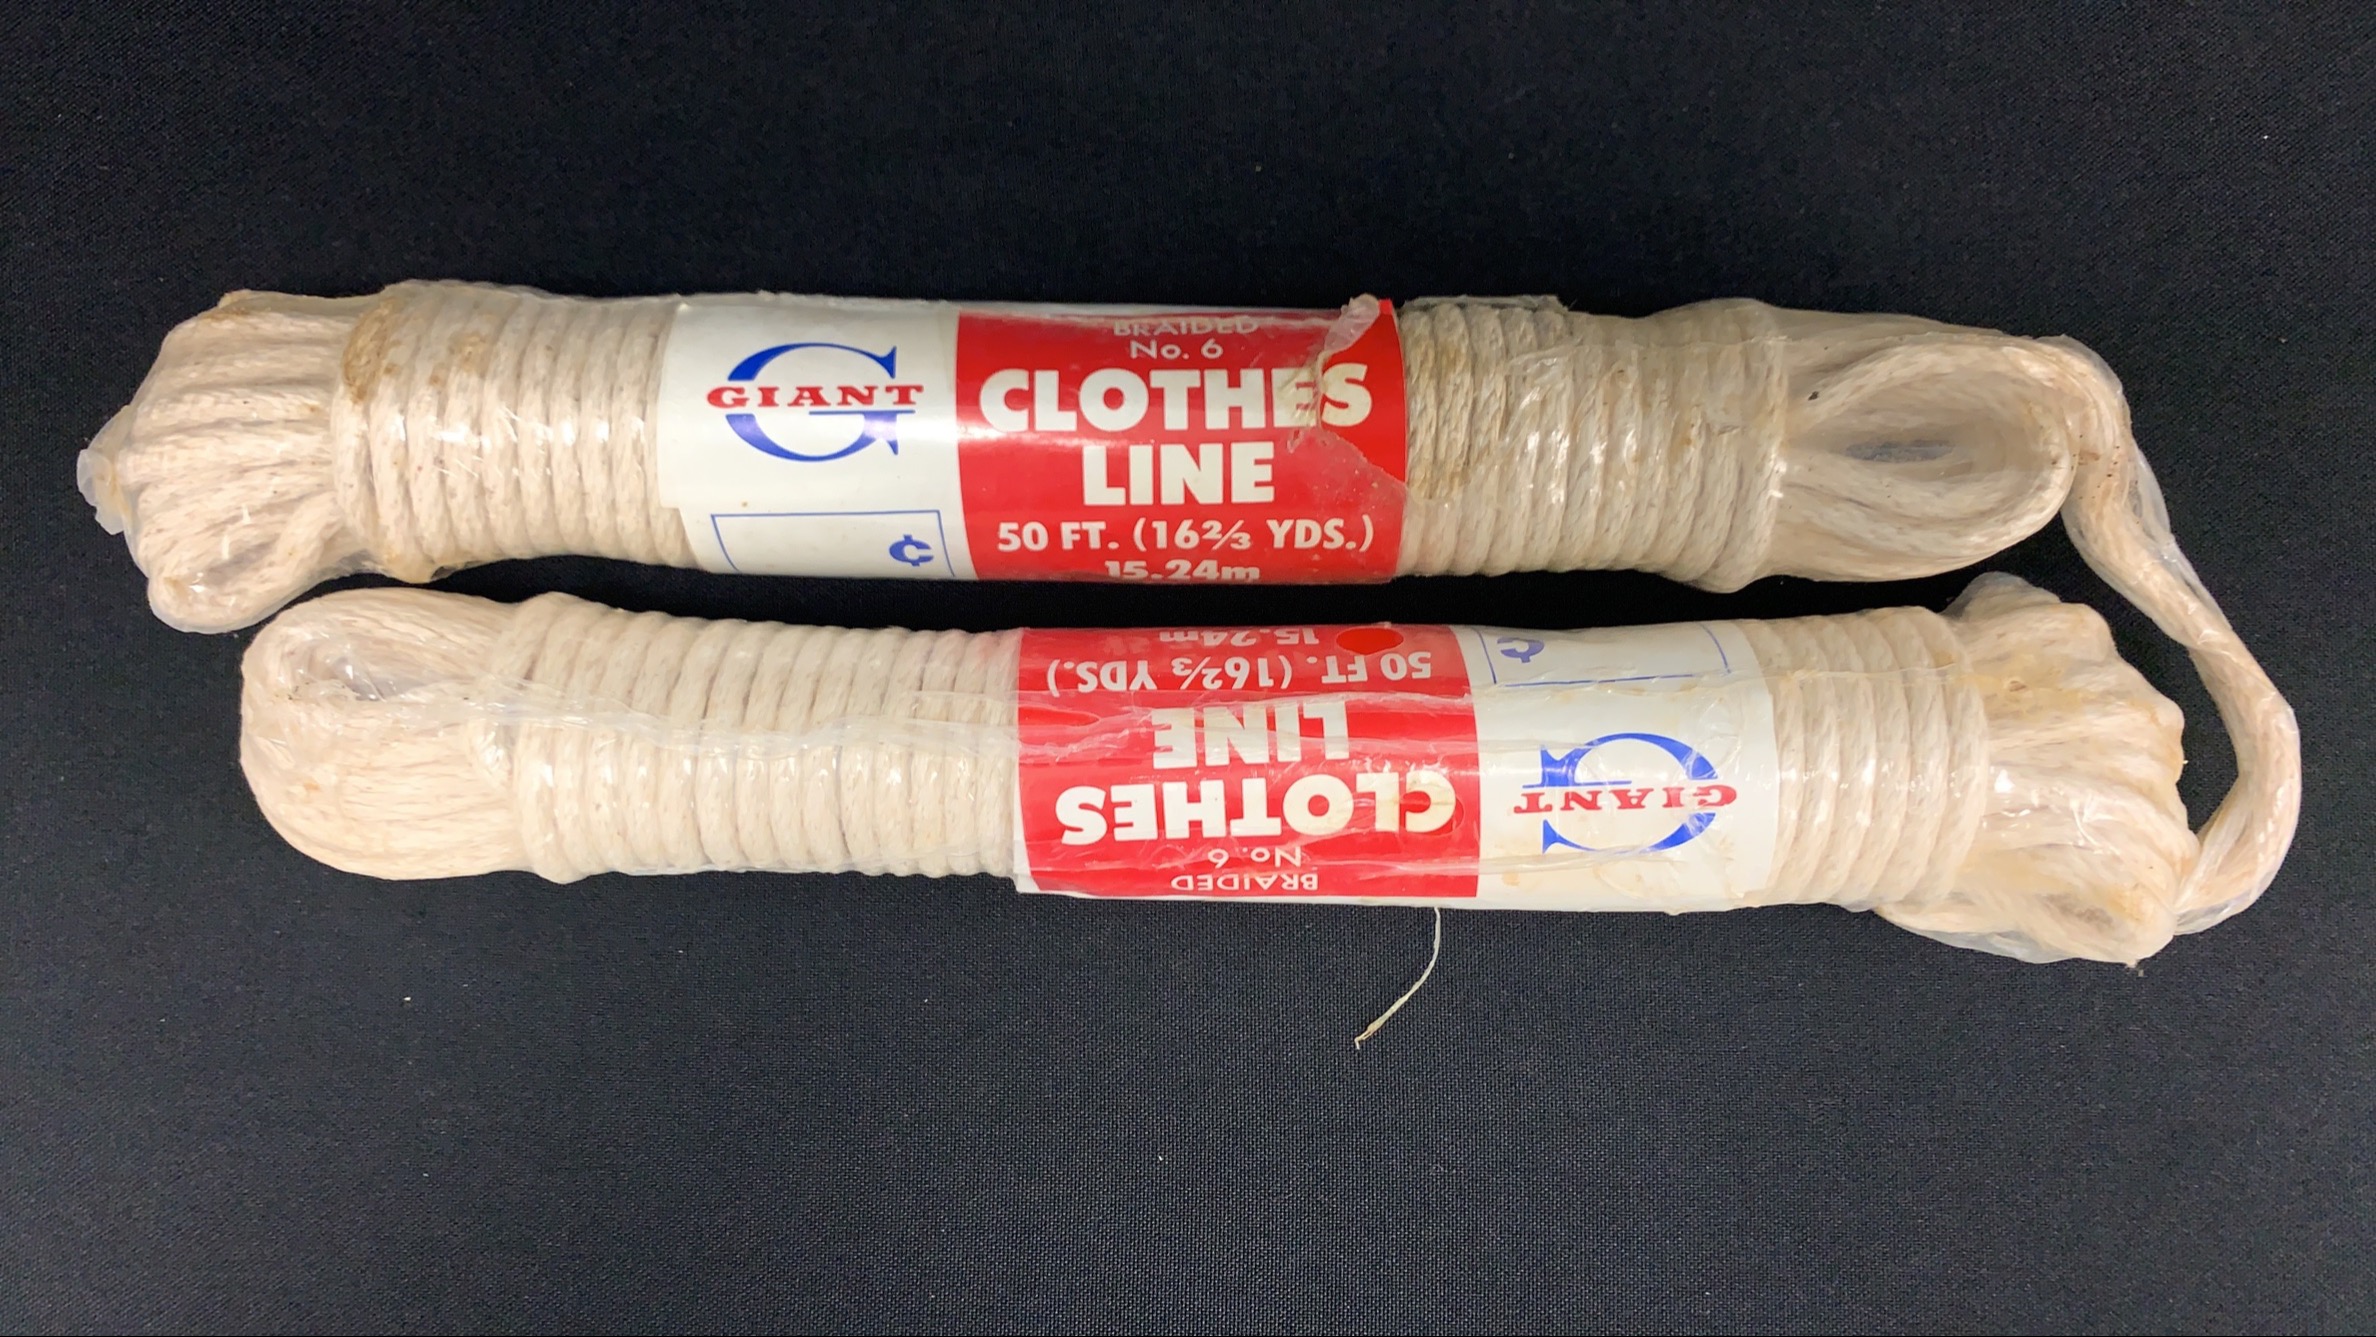 GIANT
¢
BRAIDED
No. 6
CLOTHES
LINE
50 FT. (16⅔ YDS.)
15.24m
BRAIDED
No. 6
CLOTHES
LINE
50 FT. (16⅔ YDS.)
15.24m
GIANT
¢